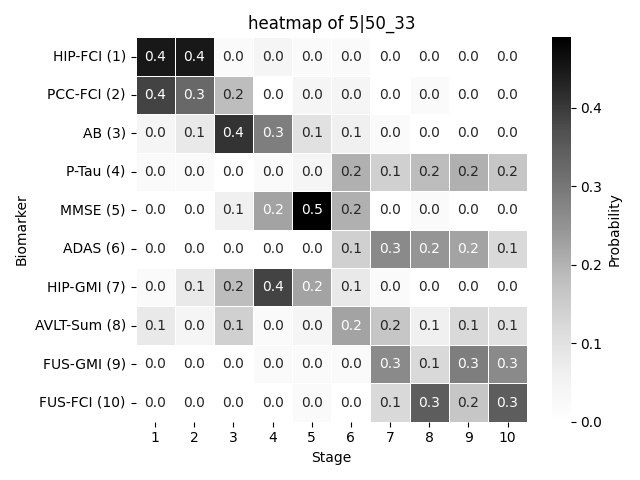 heatmap of 5|50_33
HIP-FCI (1) 0.4 0.4 0.0 0.0 0.0 0.0 0.0 0.0 0.0 0.0
PCC-FCI (2) 0.4 0.3 0.2 0.0 0.0 0.0 0.0 0.0 0.0 0.0
AB (3) 0.0 0.1 0.4 0.3 0.1 0.1 0.0 0.0 0.0 0.0
P-Tau (4) 0.0 0.0 0.0 0.0 0.0 0.2 0.1 0.2 0.2 0.2
MMSE (5) 0.0 0.0 0.1 0.2 0.5 0.2 0.0 0.0 0.0 0.0
ADAS (6) 0.0 0.0 0.0 0.0 0.0 0.1 0.3 0.2 0.2 0.1
HIP-GMI (7) 0.0 0.1 0.2 0.4 0.2 0.1 0.0 0.0 0.0 0.0
AVLT-Sum (8) 0.1 0.0 0.1 0.0 0.0 0.2 0.2 0.1 0.1 0.1
FUS-GMI (9) 0.0 0.0 0.0 0.0 0.0 0.0 0.3 0.1 0.3 0.3
FUS-FCI (10) 0.0 0.0 0.0 0.0 0.0 0.0 0.1 0.3 0.2 0.3
1 2 3 4 5 6 7 8 9 10
Stage
Biomarker
0.4
0.3
0.2
0.1
0.0
Probability